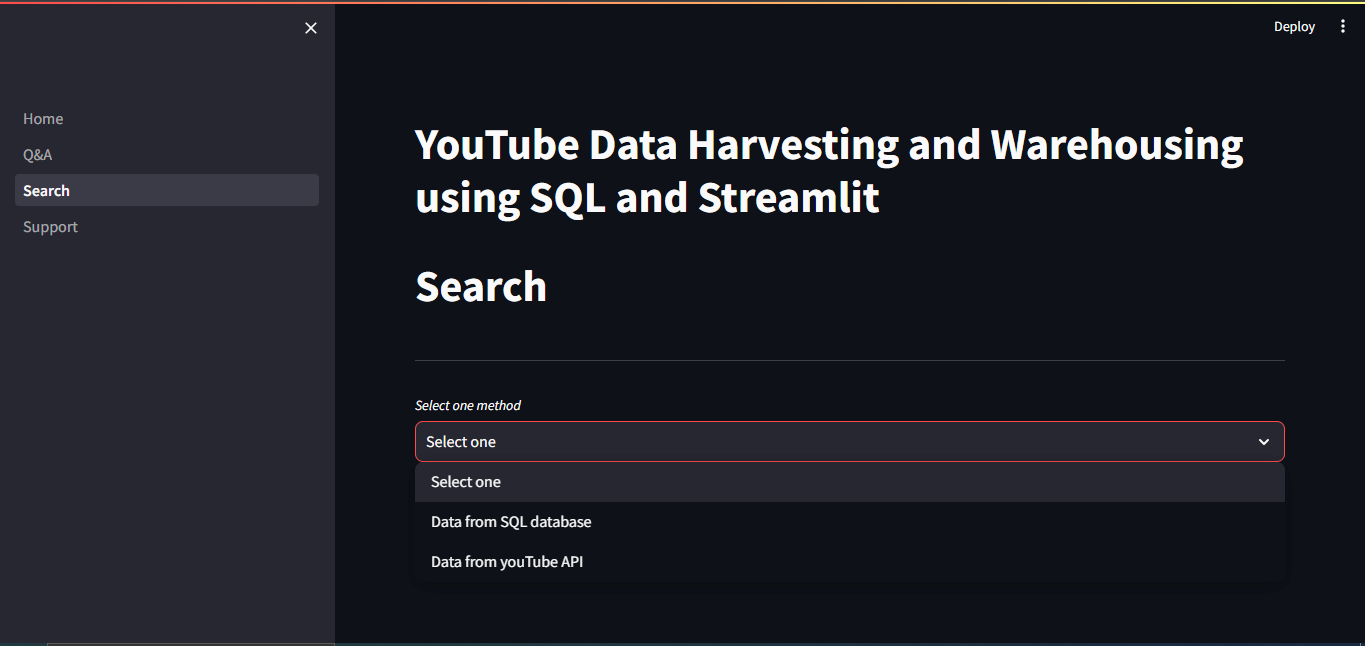 Deploy
Home
Q&A
Search
Support
YouTube Data Harvesting and Warehousing
using SQL and Streamlit
Search
Select one method
Select one
Select one
Data from SQL database
Data from youTube API